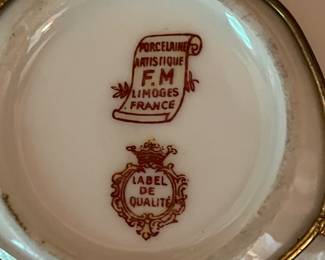 PORCELAINE
ARTISTIQUE
F.M
LIMOGES
FRANCE
LABEL
DE
QUALITÉ